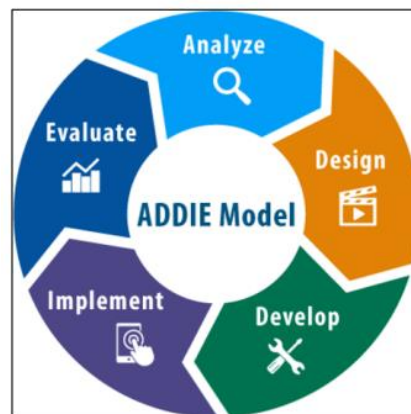 Analyze
Design
Develop
Implement
Evaluate
ADDIE Model